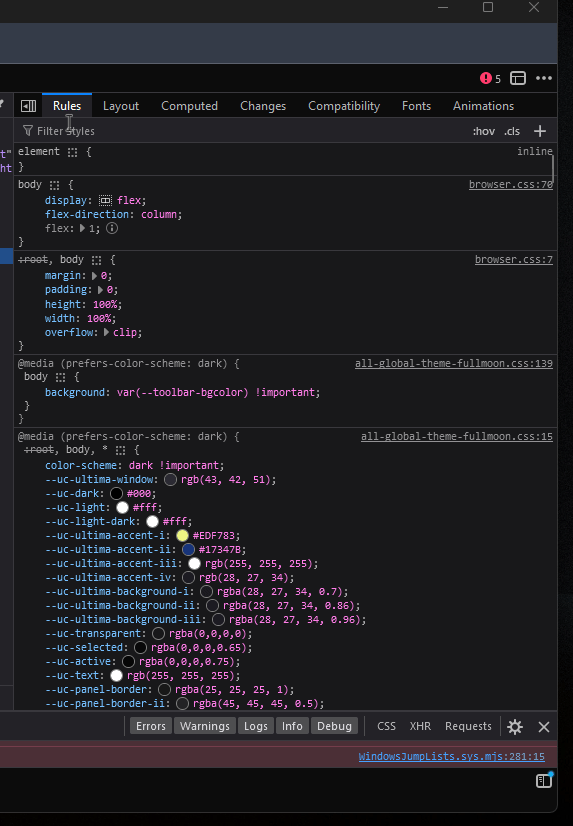 5
Rules Layout Computed Changes Compatibility Fonts Animations
Filter Styles :hov .cls
t"
ht
element { inline
}
body { browser.css:70
display: flex;
flex-direction: column;
flex: 1;
}
:root, body { browser.css:7
margin: 0;
padding: 0;
height: 100%;
width: 100%;
overflow: clip;
}
@media (prefers-color-scheme: dark) { all-global-theme-fullmoon.css:139
body {
background: var(--toolbar-bgcolor) !important;
}
}
@media (prefers-color-scheme: dark) { all-global-theme-fullmoon.css:15
:root, body, * {
color-scheme: dark !important;
--uc-ultima-window: rgb(43, 42, 51);
--uc-dark: #000;
--uc-light: #fff;
--uc-light-dark: #fff;
--uc-ultima-accent-i: #EDF783;
--uc-ultima-accent-ii: #17347B;
--uc-ultima-accent-iii: rgb(255, 255, 255);
--uc-ultima-accent-iv: rgb(28, 27, 34);
--uc-ultima-background-i: rgba(28, 27, 34, 0.7);
--uc-ultima-background-ii: rgba(28, 27, 34, 0.86);
--uc-ultima-background-iii: rgba(28, 27, 34, 0.96);
--uc-transparent: rgba(0,0,0,0);
--uc-selected: rgba(0,0,0,0.65);
--uc-active: rgba(0,0,0,0.75);
--uc-text: rgb(255, 255, 255);
--uc-panel-border: rgba(25, 25, 25, 1);
--uc-panel-border-ii: rgba(45, 45, 45, 0.5);
Errors Warnings Logs Info Debug CSS XHR Requests
WindowsJumpLists.sys.mjs:281:15